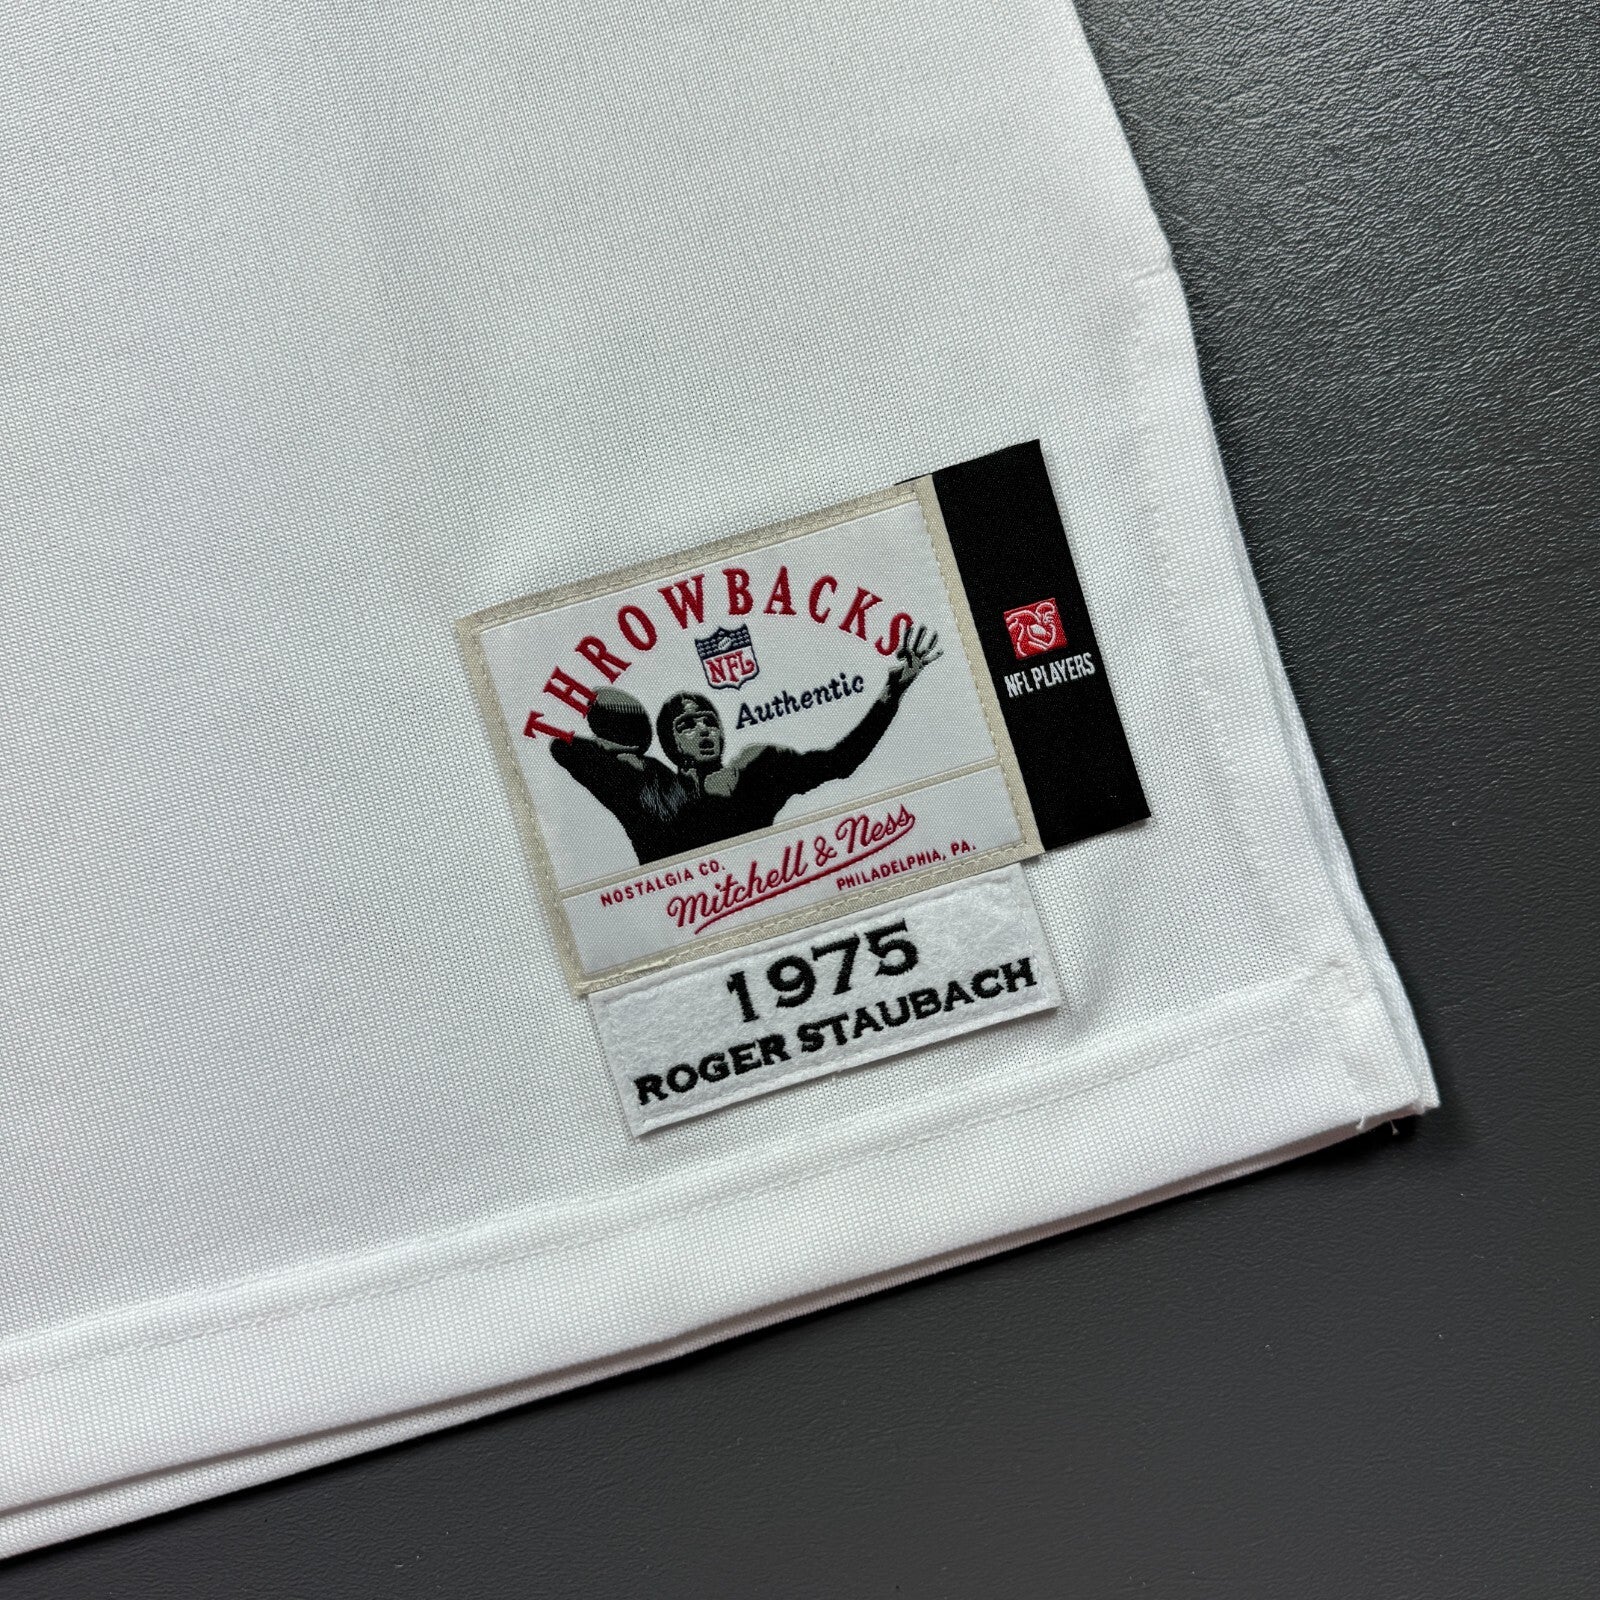 THROWBACKS
NFL
Authentic
NOSTALGIA CO.
Mitchell & Ness
PHILADELPHIA, PA.
NFL PLAYERS
1975
ROGER STAUBACH